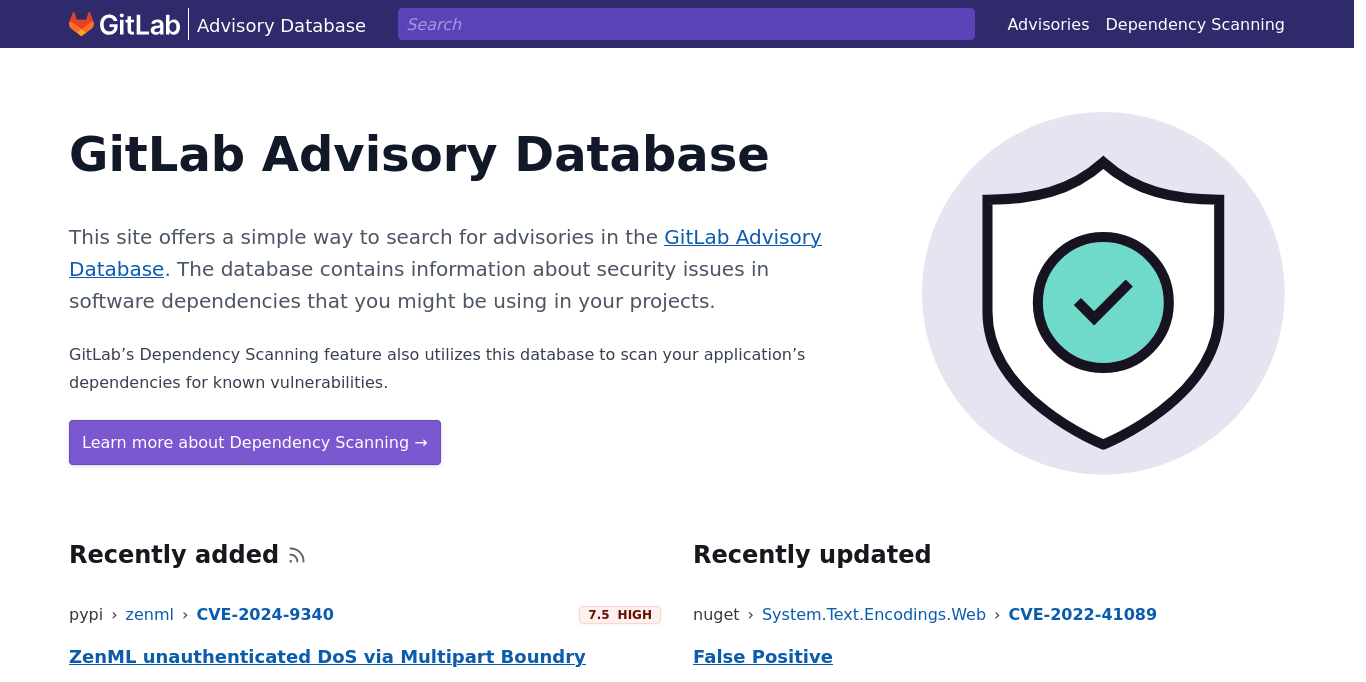 GitLab Advisory Database Search Advisories Dependency Scanning
GitLab Advisory Database
This site offers a simple way to search for advisories in the GitLab Advisory
Database. The database contains information about security issues in
software dependencies that you might be using in your projects.
GitLab’s Dependency Scanning feature also utilizes this database to scan your application’s
dependencies for known vulnerabilities.
Learn more about Dependency Scanning →
Recently added
pypi › zenml › CVE-2024-9340 7.5 HIGH
ZenML unauthenticated DoS via Multipart Boundry
Recently updated
nuget › System.Text.Encodings.Web › CVE-2022-41089
False Positive